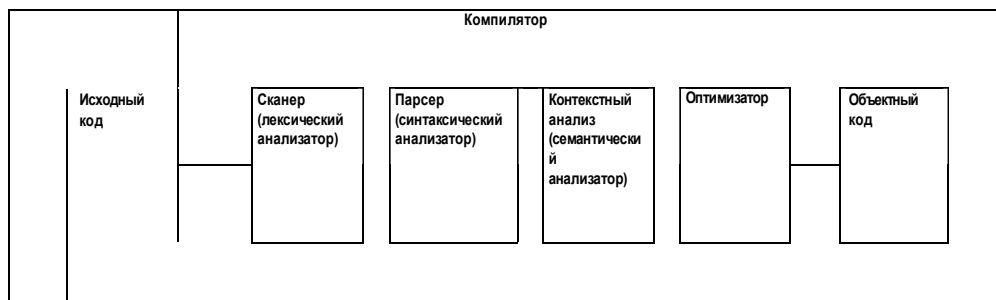 Компилятор
Исходный
код
Сканер
(лексический
анализатор)
Парсер
(синтаксический
анализатор)
Контекстный
анализ
(семантически
й
анализатор)
Оптимизатор
Объектный
код